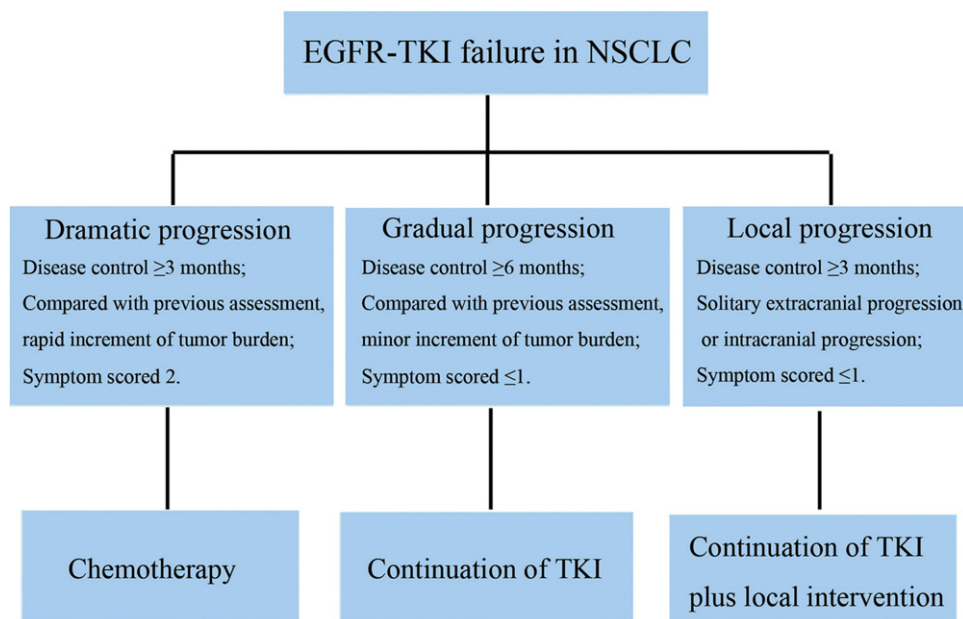 EGFR-TKI failure in NSCLC
Dramatic progression
Disease control ≥3 months;
Compared with previous assessment,
rapid increment of tumor burden;
Symptom scored 2.
Gradual progression
Disease control ≥6 months;
Compared with previous assessment,
minor increment of tumor burden;
Symptom scored ≤1.
Local progression
Disease control ≥3 months;
Solitary extracranial progression
or intracranial progression;
Symptom scored ≤1.
Chemotherapy
Continuation of TKI
Continuation of TKI
plus local intervention